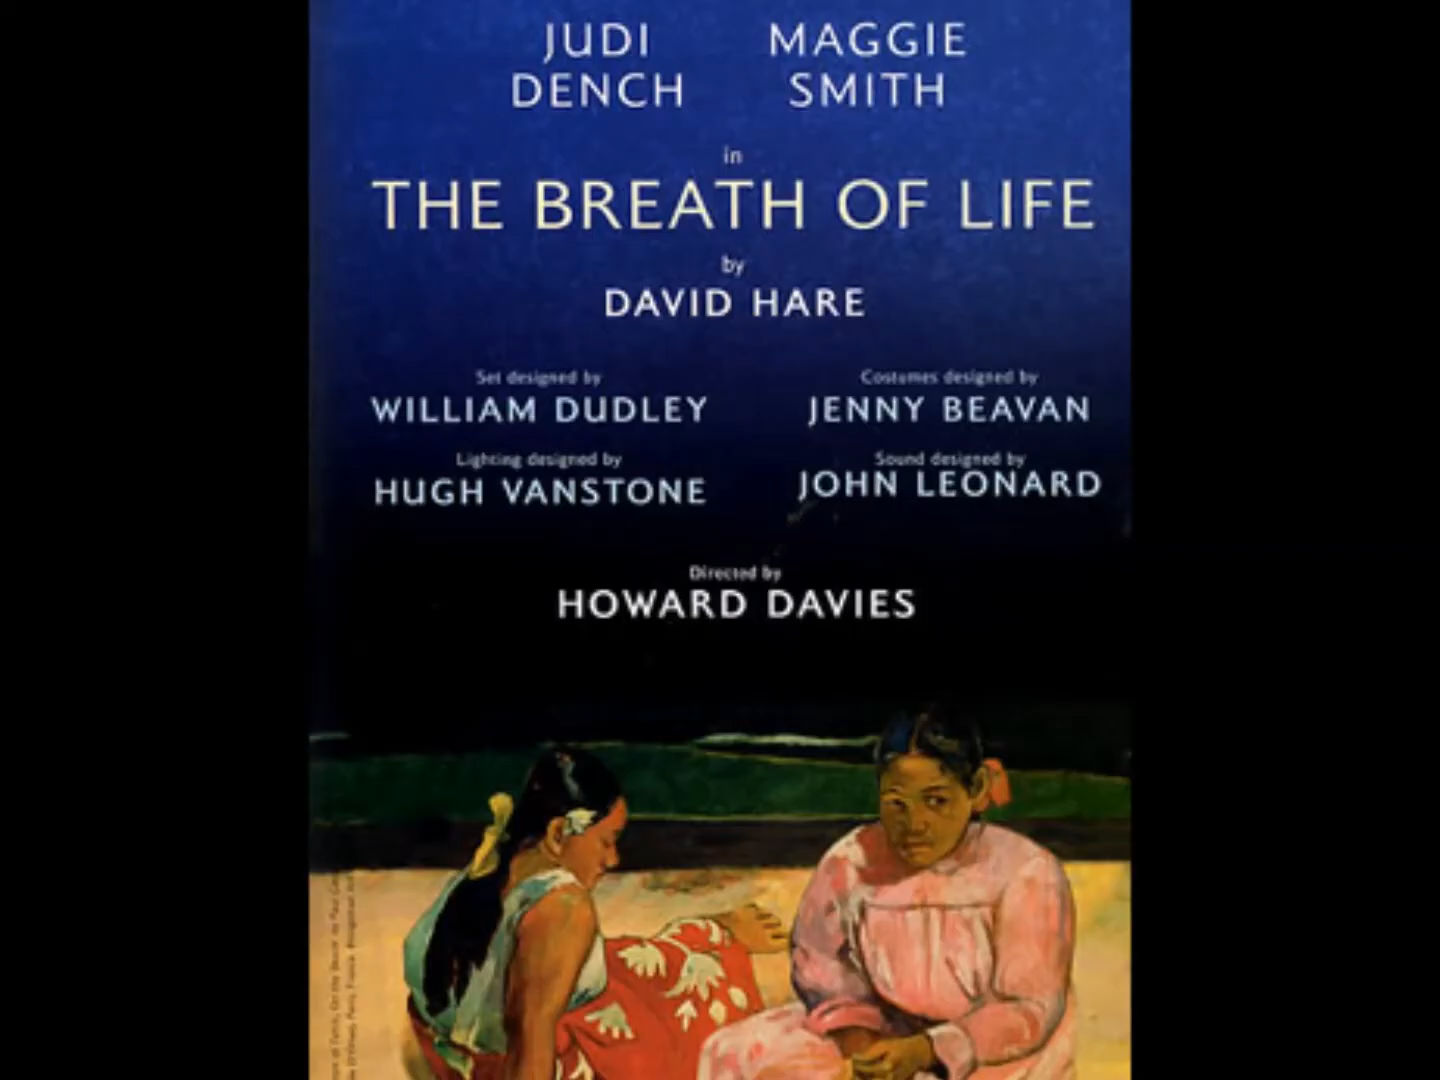 JUDI DENCH
MAGGIE SMITH
in
THE BREATH OF LIFE
by
DAVID HARE
Set designed by
WILLIAM DUDLEY
Costumes designed by
JENNY BEAVAN
Lighting designed by
HUGH VANSTONE
Sound designed by
JOHN LEONARD
Directed by
HOWARD DAVIES